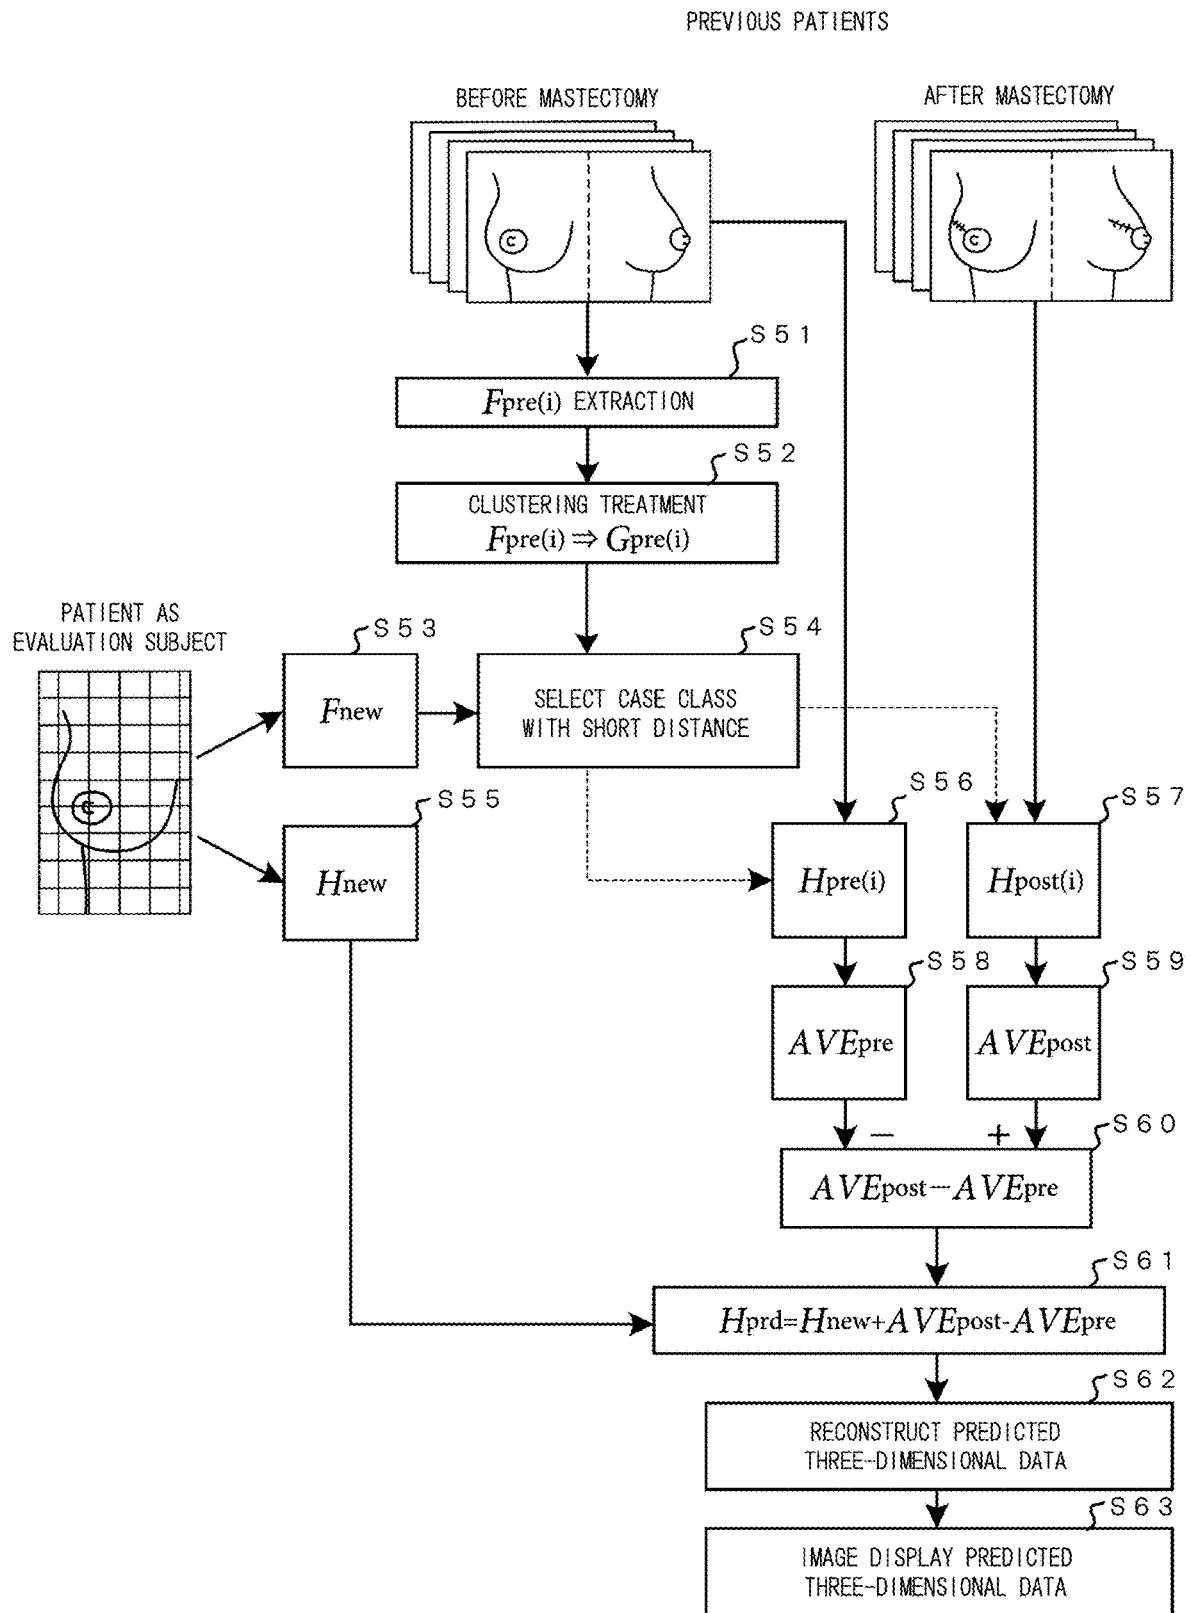 PREVIOUS PATIENTS
BEFORE MASTECTOMY
AFTER MASTECTOMY
S51
Fpre(i) EXTRACTION
S52
CLUSTERING TREATMENT
Fpre(i) ⇒ Gpre(i)
PATIENT AS
EVALUATION SUBJECT
S53
Fnew
S54
SELECT CASE CLASS
WITH SHORT DISTANCE
S55
Hnew
S56
Hpre(i)
S57
Hpost(i)
S58
AVEpre
S59
AVEpost
− +
S60
AVEpost−AVEpre
S61
Hprd=Hnew+AVEpost-AVEpre
S62
RECONSTRUCT PREDICTED
THREE-DIMENSIONAL DATA
S63
IMAGE DISPLAY PREDICTED
THREE-DIMENSIONAL DATA